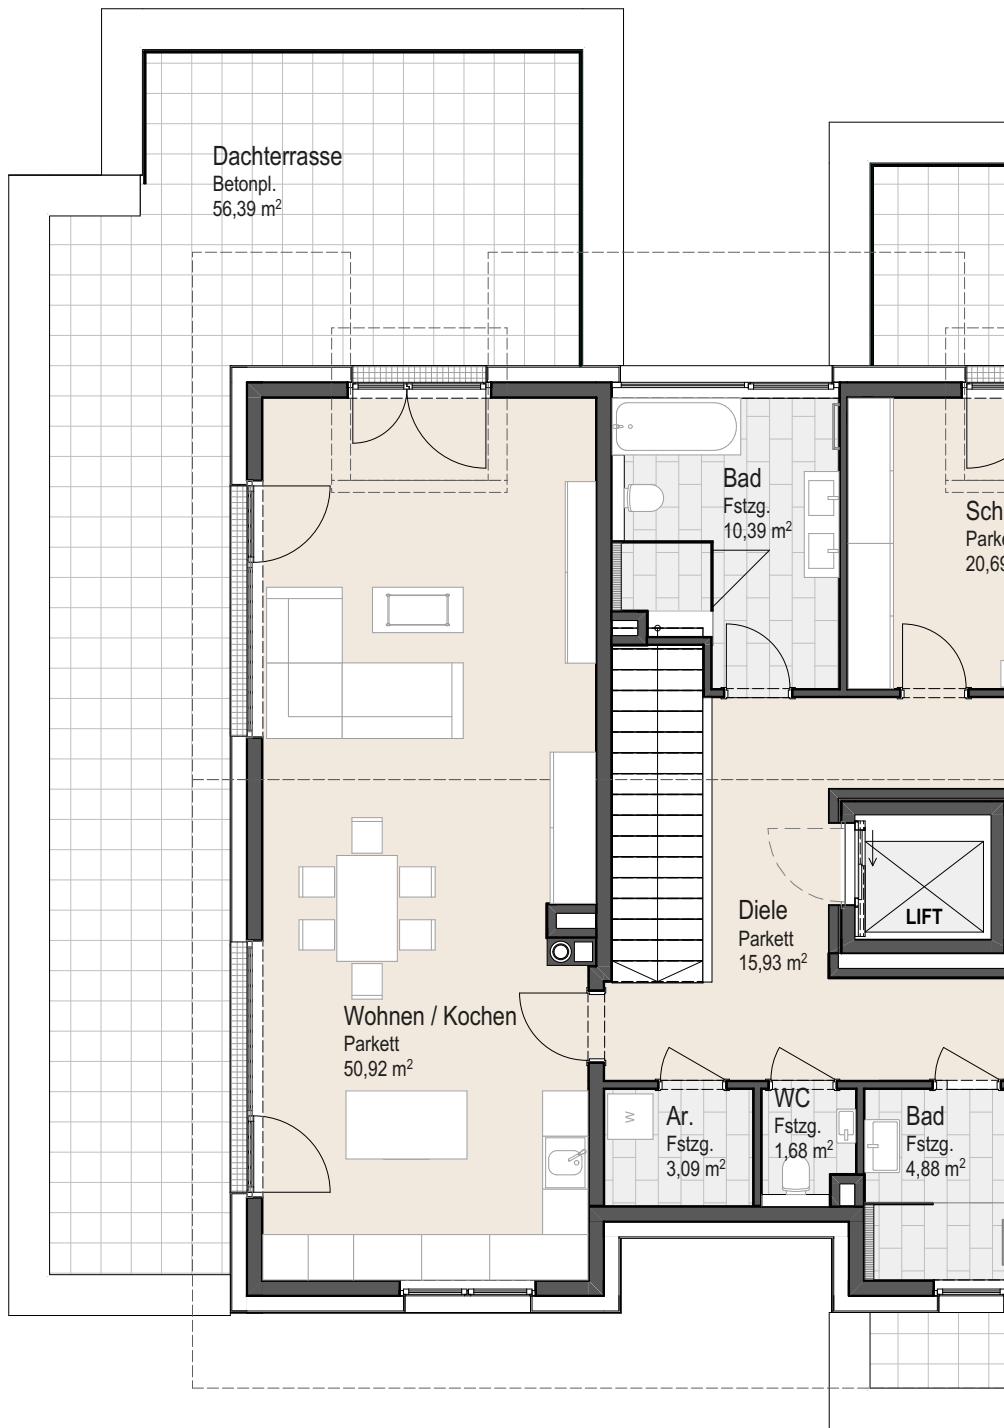 Dachterrasse
Betonpl.
56,39 m²
Bad
Fstzg.
10,39 m²
Sch
Parke
20,69
LIFT
Diele
Parkett
15,93 m²
Wohnen / Kochen
Parkett
50,92 m²
W
Ar.
Fstzg.
3,09 m²
WC
Fstzg.
1,68 m²
Bad
Fstzg.
4,88 m²